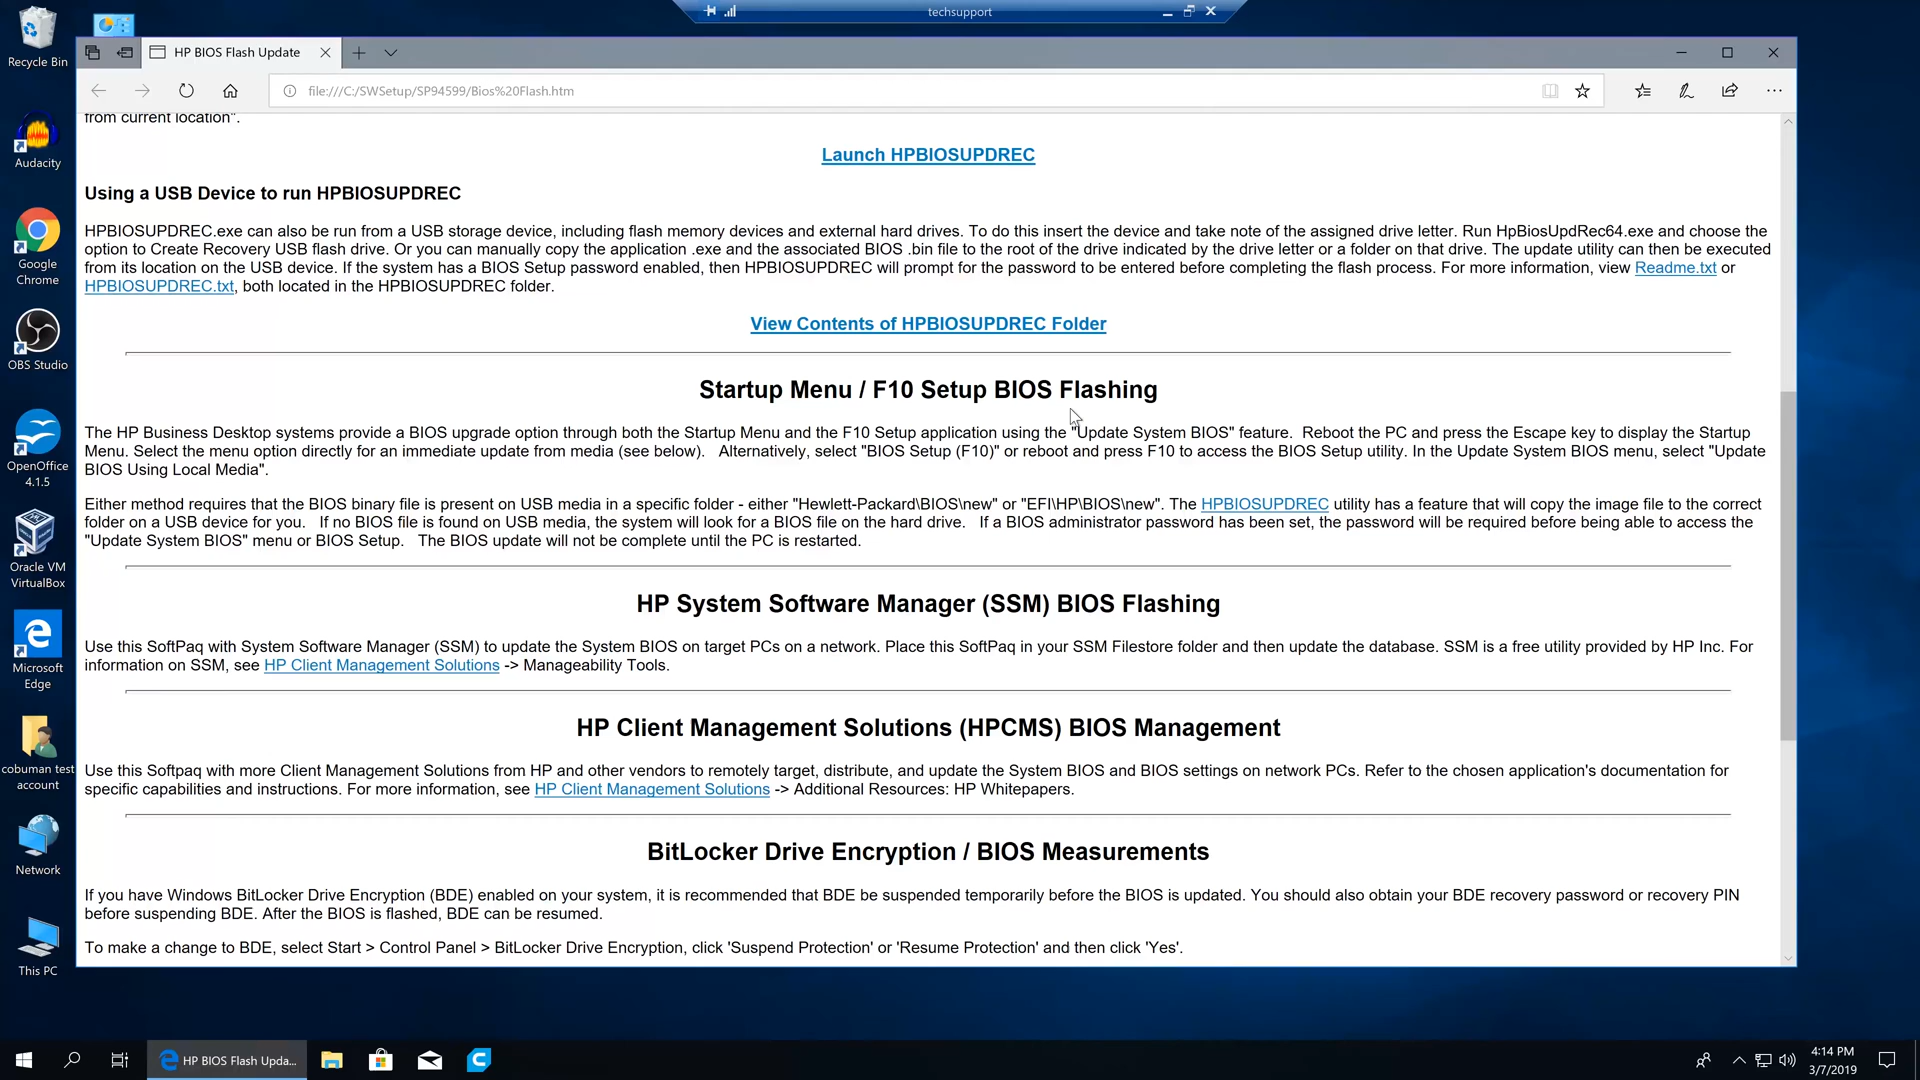 techsupport
HP BIOS Flash Update
file:///C:/SWSetup/SP94599/Bios%20Flash.htm
Recycle Bin
Audacity
Google
Chrome
OBS Studio
OpenOffice
4.1.5
Oracle VM
VirtualBox
Microsoft
Edge
cobuman test
account
Network
This PC
from current location".
Launch HPBIOSUPDREC
Using a USB Device to run HPBIOSUPDREC
HPBIOSUPDREC.exe can also be run from a USB storage device, including flash memory devices and external hard drives. To do this insert the device and take note of the assigned drive letter. Run HpBiosUpdRec64.exe and choose the
option to Create Recovery USB flash drive. Or you can manually copy the application .exe and the associated BIOS .bin file to the root of the drive indicated by the drive letter or a folder on that drive. The update utility can then be executed
from its location on the USB device. If the system has a BIOS Setup password enabled, then HPBIOSUPDREC will prompt for the password to be entered before completing the flash process. For more information, view Readme.txt or
HPBIOSUPDREC.txt, both located in the HPBIOSUPDREC folder.
View Contents of HPBIOSUPDREC Folder
Startup Menu / F10 Setup BIOS Flashing
The HP Business Desktop systems provide a BIOS upgrade option through both the Startup Menu and the F10 Setup application using the "Update System BIOS" feature.  Reboot the PC and press the Escape key to display the Startup
Menu. Select the menu option directly for an immediate update from media (see below).   Alternatively, select "BIOS Setup (F10)" or reboot and press F10 to access the BIOS Setup utility. In the Update System BIOS menu, select "Update
BIOS Using Local Media".
Either method requires that the BIOS binary file is present on USB media in a specific folder - either "Hewlett-Packard\BIOS\new" or "EFI\HP\BIOS\new". The HPBIOSUPDREC utility has a feature that will copy the image file to the correct
folder on a USB device for you.   If no BIOS file is found on USB media, the system will look for a BIOS file on the hard drive.   If a BIOS administrator password has been set, the password will be required before being able to access the
"Update System BIOS" menu or BIOS Setup.   The BIOS update will not be complete until the PC is restarted.
HP System Software Manager (SSM) BIOS Flashing
Use this SoftPaq with System Software Manager (SSM) to update the System BIOS on target PCs on a network. Place this SoftPaq in your SSM Filestore folder and then update the database. SSM is a free utility provided by HP Inc. For
information on SSM, see HP Client Management Solutions -> Manageability Tools.
HP Client Management Solutions (HPCMS) BIOS Management
Use this Softpaq with more Client Management Solutions from HP and other vendors to remotely target, distribute, and update the System BIOS and BIOS settings on network PCs. Refer to the chosen application's documentation for
specific capabilities and instructions. For more information, see HP Client Management Solutions -> Additional Resources: HP Whitepapers.
BitLocker Drive Encryption / BIOS Measurements
If you have Windows BitLocker Drive Encryption (BDE) enabled on your system, it is recommended that BDE be suspended temporarily before the BIOS is updated. You should also obtain your BDE recovery password or recovery PIN
before suspending BDE. After the BIOS is flashed, BDE can be resumed.
To make a change to BDE, select Start > Control Panel > BitLocker Drive Encryption, click 'Suspend Protection' or 'Resume Protection' and then click 'Yes'.
HP BIOS Flash Upda...
4:14 PM
3/7/2019